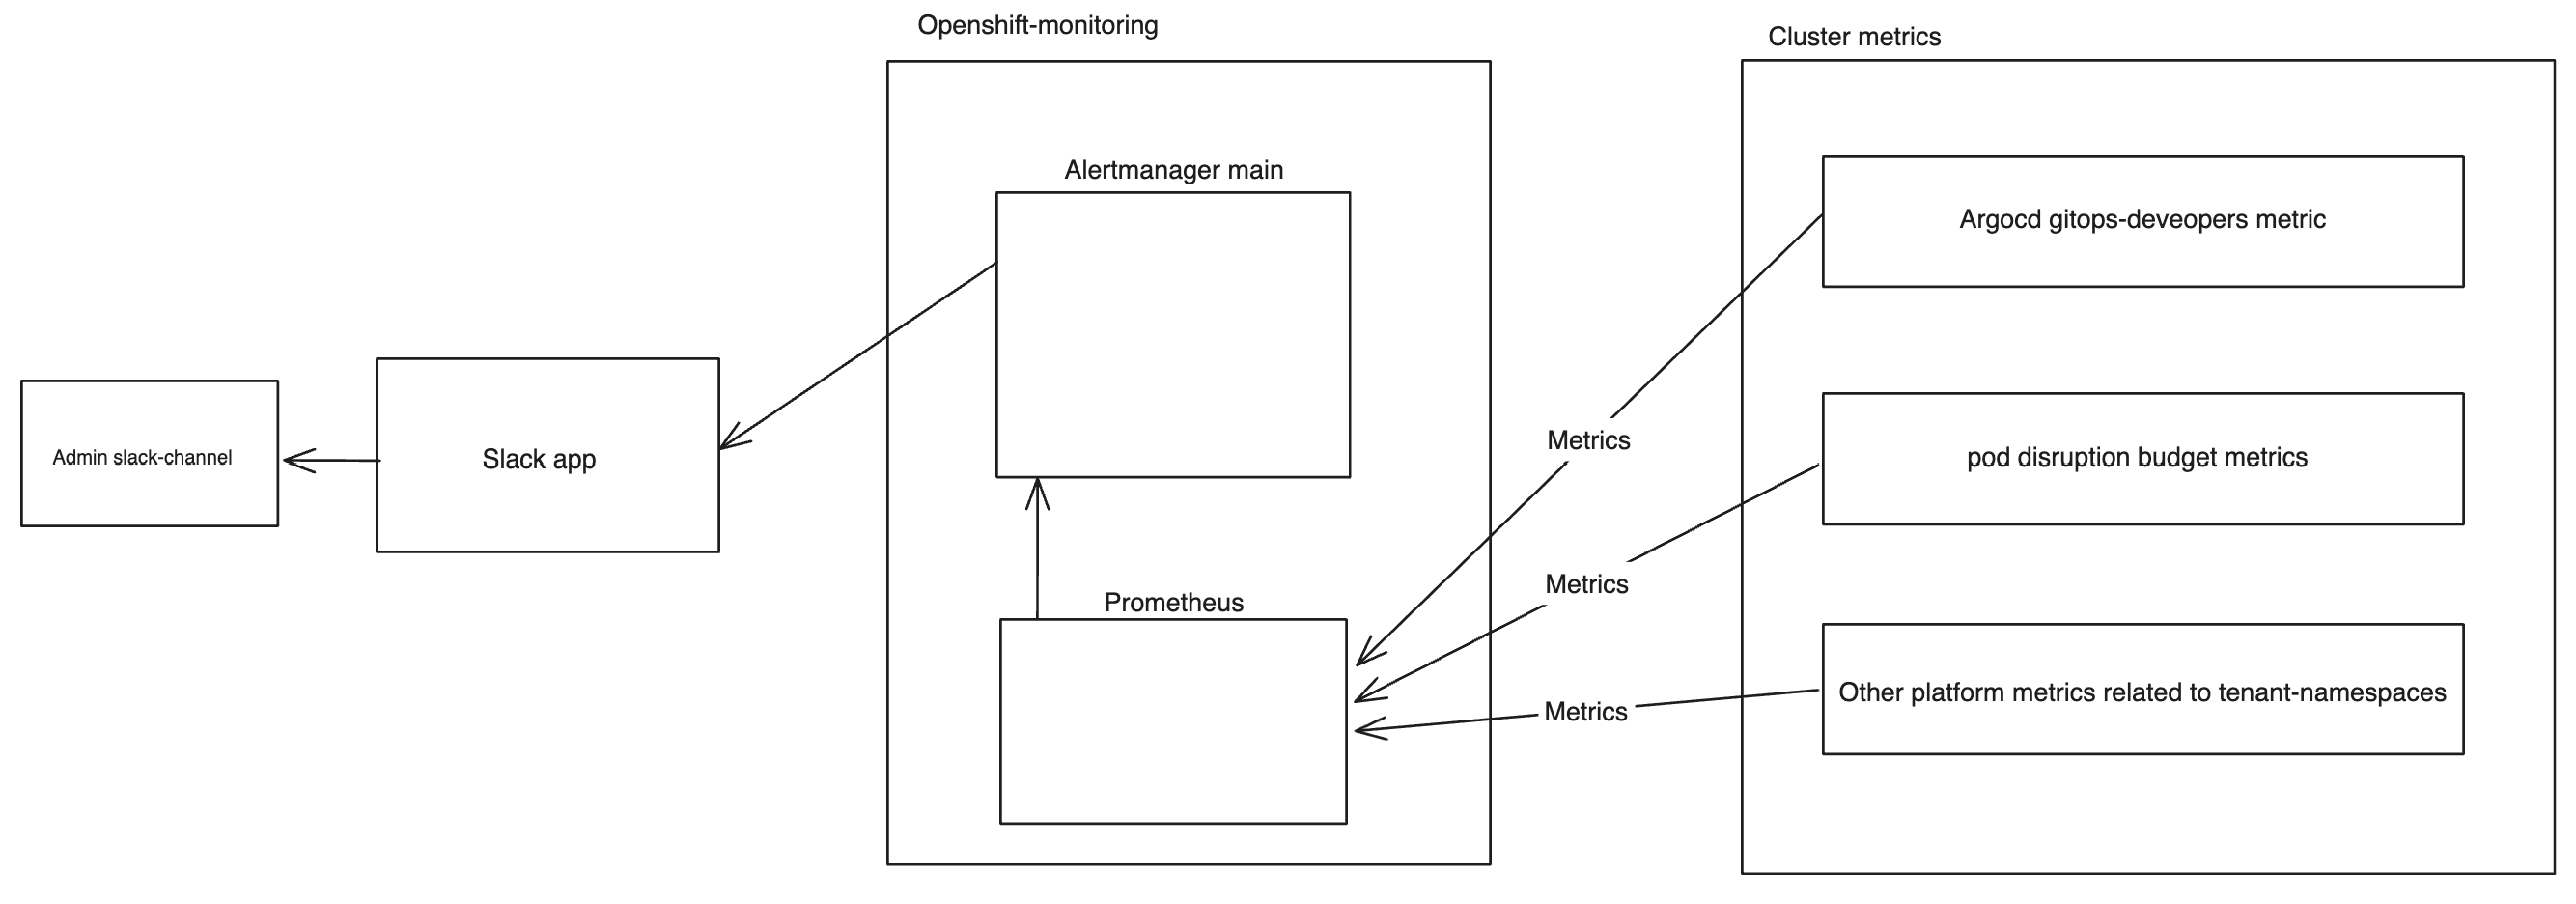 Openshift-monitoring
Cluster metrics
Alertmanager main
Argocd gitops-deveopers metric
Metrics
Admin slack-channel
Slack app
pod disruption budget metrics
Metrics
Prometheus
Metrics
Other platform metrics related to tenant-namespaces